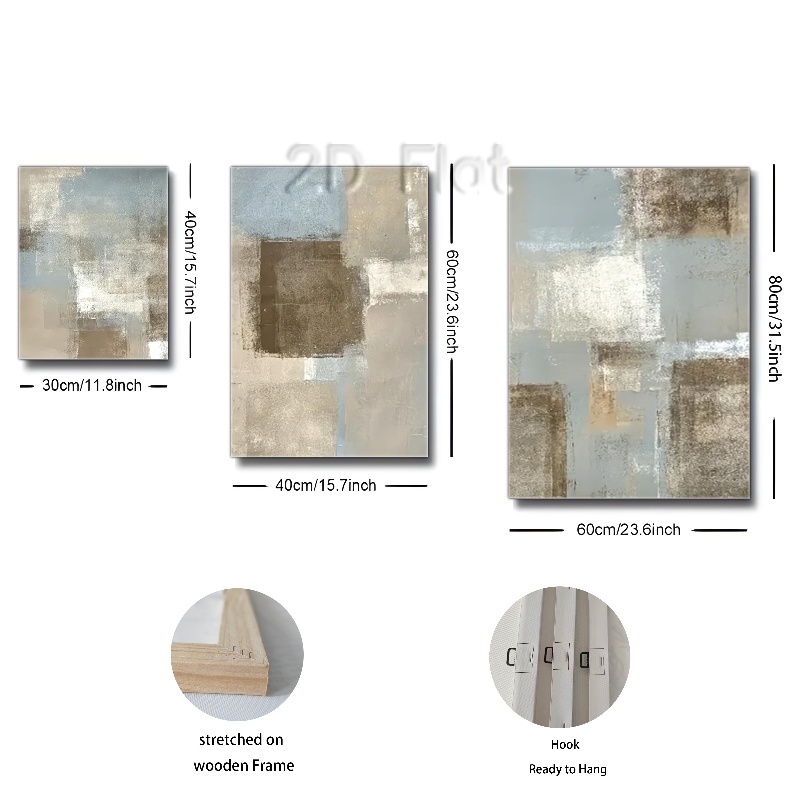 2D Flat
40cm/15.7inch
60cm/23.6inch
80cm/31.5inch
30cm/11.8inch
40cm/15.7inch
60cm/23.6inch
stretched on
wooden Frame
Hook
Ready to Hang